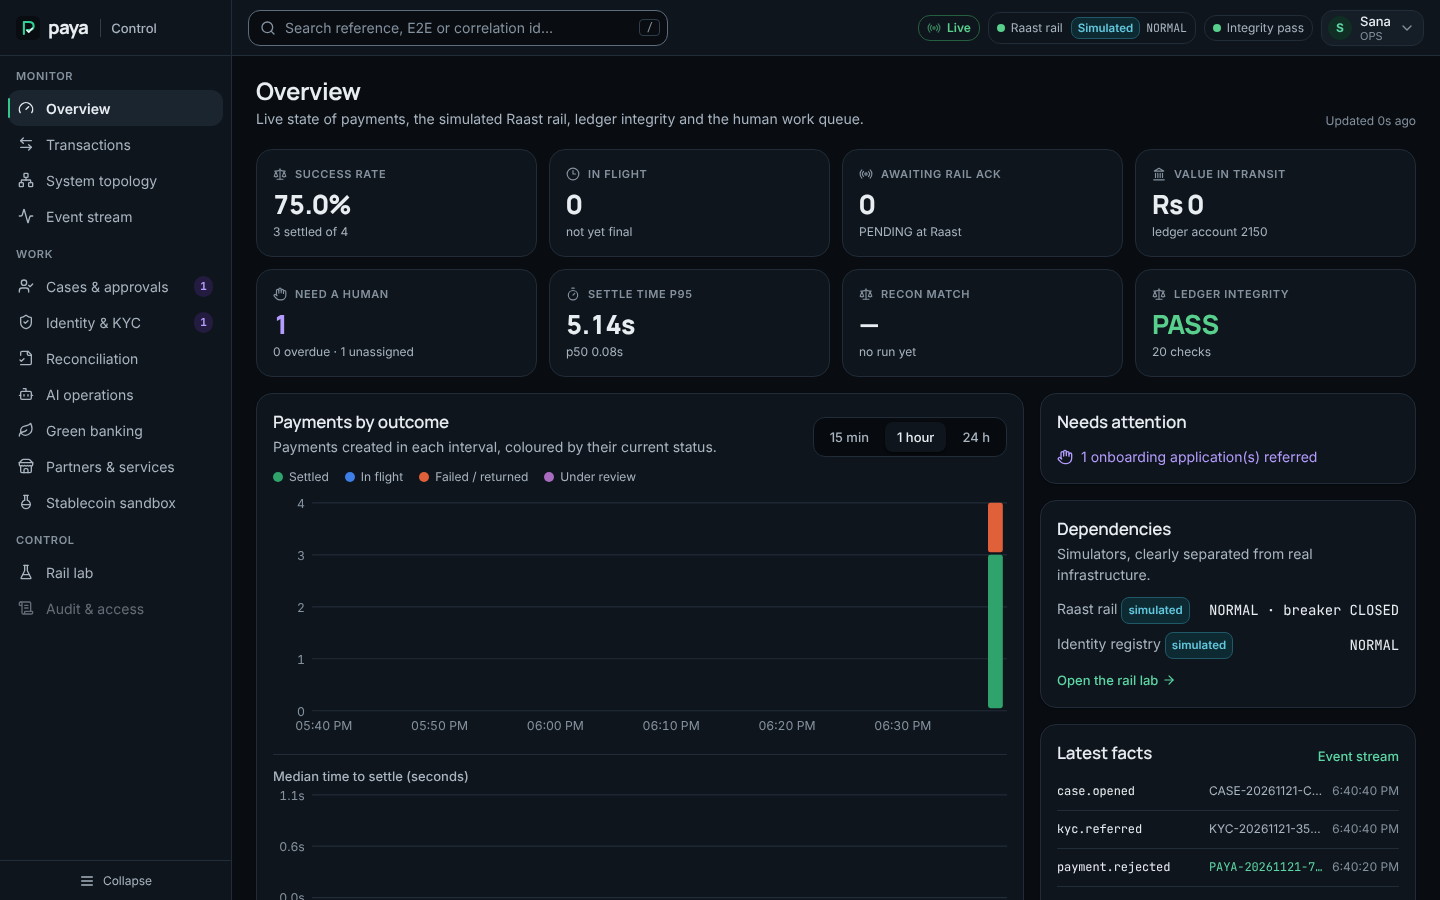 paya
Control
Search reference, E2E or correlation id...
/
Live
Raast rail Simulated NORMAL
Integrity pass
S
Sana
OPS
MONITOR
Overview
Transactions
System topology
Event stream
WORK
Cases & approvals 1
Identity & KYC 1
Reconciliation
AI operations
Green banking
Partners & services
Stablecoin sandbox
CONTROL
Rail lab
Audit & access
Collapse
Overview
Live state of payments, the simulated Raast rail, ledger integrity and the human work queue.
Updated 0s ago
SUCCESS RATE
75.0%
3 settled of 4
IN FLIGHT
0
not yet final
AWAITING RAIL ACK
0
PENDING at Raast
VALUE IN TRANSIT
Rs 0
ledger account 2150
NEED A HUMAN
1
0 overdue · 1 unassigned
SETTLE TIME P95
5.14s
p50 0.08s
RECON MATCH
—
no run yet
LEDGER INTEGRITY
PASS
20 checks
Payments by outcome
Payments created in each interval, coloured by their current status.
15 min 1 hour 24 h
Settled In flight Failed / returned Under review
4
3
2
1
0
05:40 PM 05:50 PM 06:00 PM 06:10 PM 06:20 PM 06:30 PM
Median time to settle (seconds)
1.1s
0.6s
0.0s
Needs attention
1 onboarding application(s) referred
Dependencies
Simulators, clearly separated from real
infrastructure.
Raast rail simulated NORMAL · breaker CLOSED
Identity registry simulated NORMAL
Open the rail lab →
Latest facts
Event stream
case.opened CASE-20261121-C... 6:40:40 PM
kyc.referred KYC-20261121-35... 6:40:40 PM
payment.rejected PAYA-20261121-7… 6:40:20 PM